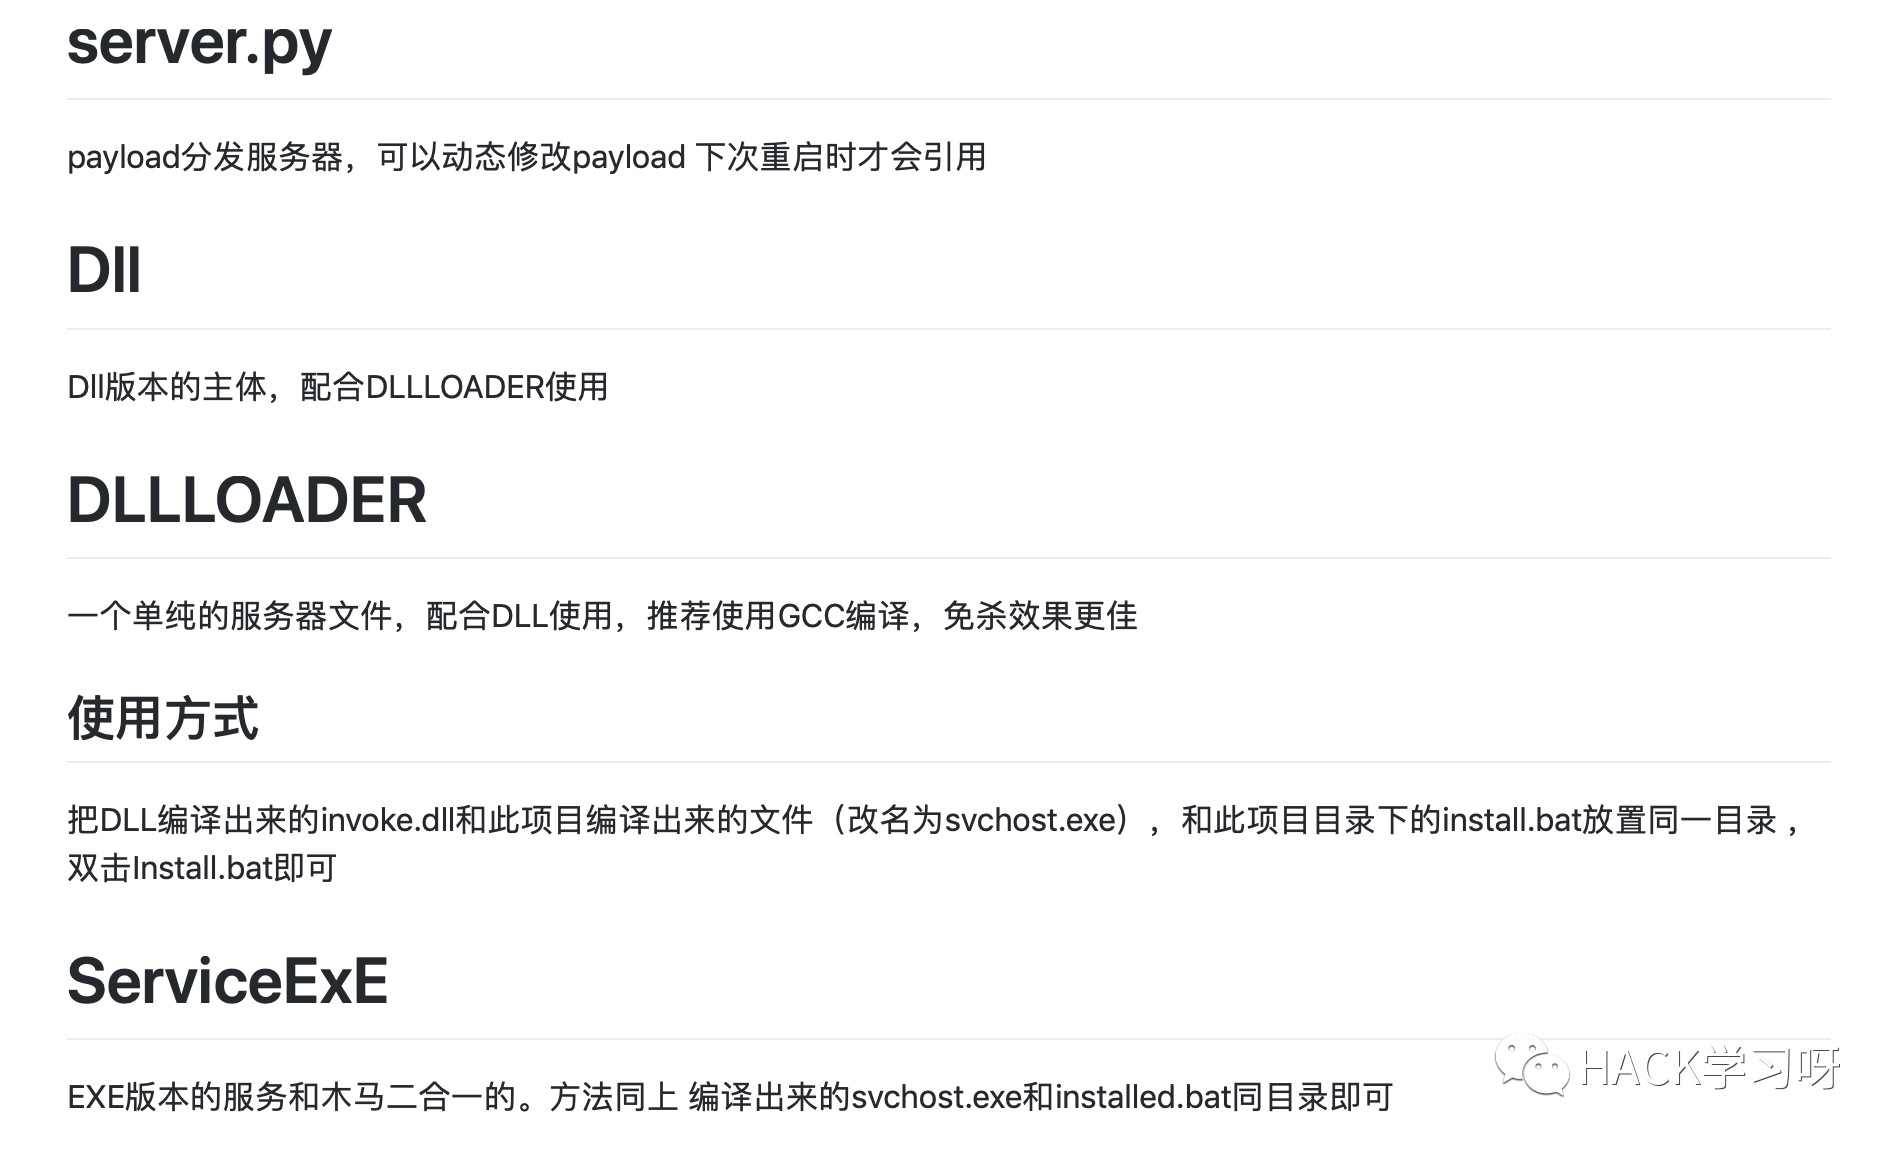 server.py
payload分发服务器，可以动态修改payload 下次重启时才会引用
Dll
Dll版本的主体，配合DLLLOADER使用
DLLLOADER
一个单纯的服务器文件，配合DLL使用，推荐使用GCC编译，免杀效果更佳
使用方式
把DLL编译出来的invoke.dll和此项目编译出来的文件（改名为svchost.exe），和此项目目录下的install.bat放置同一目录，
双击Install.bat即可
ServiceExE
EXE版本的服务和木马二合一的。方法同上 编译出来的svchost.exe和installed.bat同目录即可
HACK学习呀